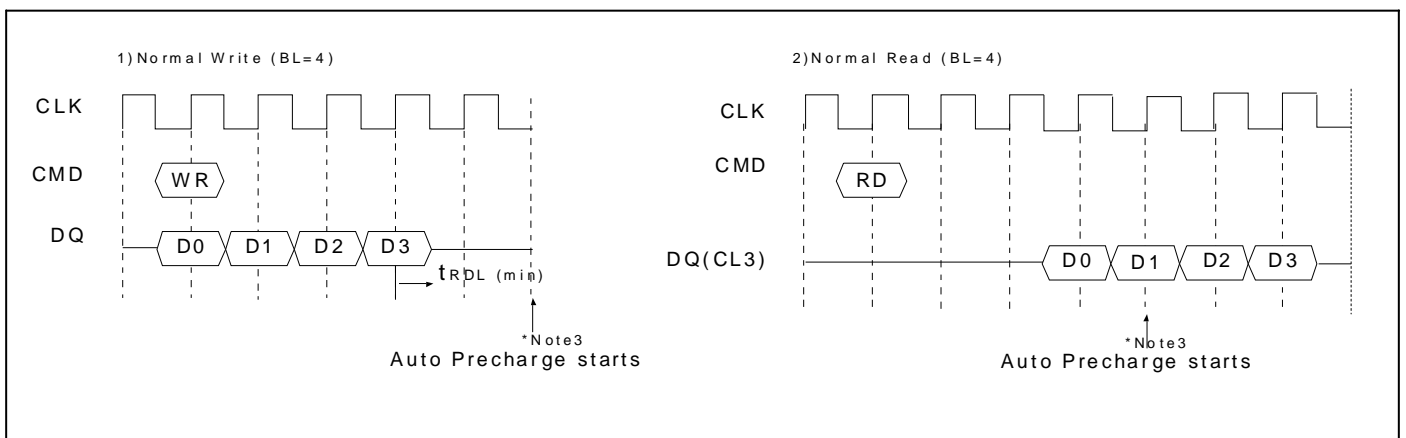 1)Normal Write (BL=4)
CLK
CMD
WR
DQ
D0 D1 D2 D3
tRDL (min)
*Note3
Auto Precharge starts
2)Normal Read (BL=4)
CLK
CMD
RD
DQ(CL3)
D0 D1 D2 D3
*Note3
Auto Precharge starts